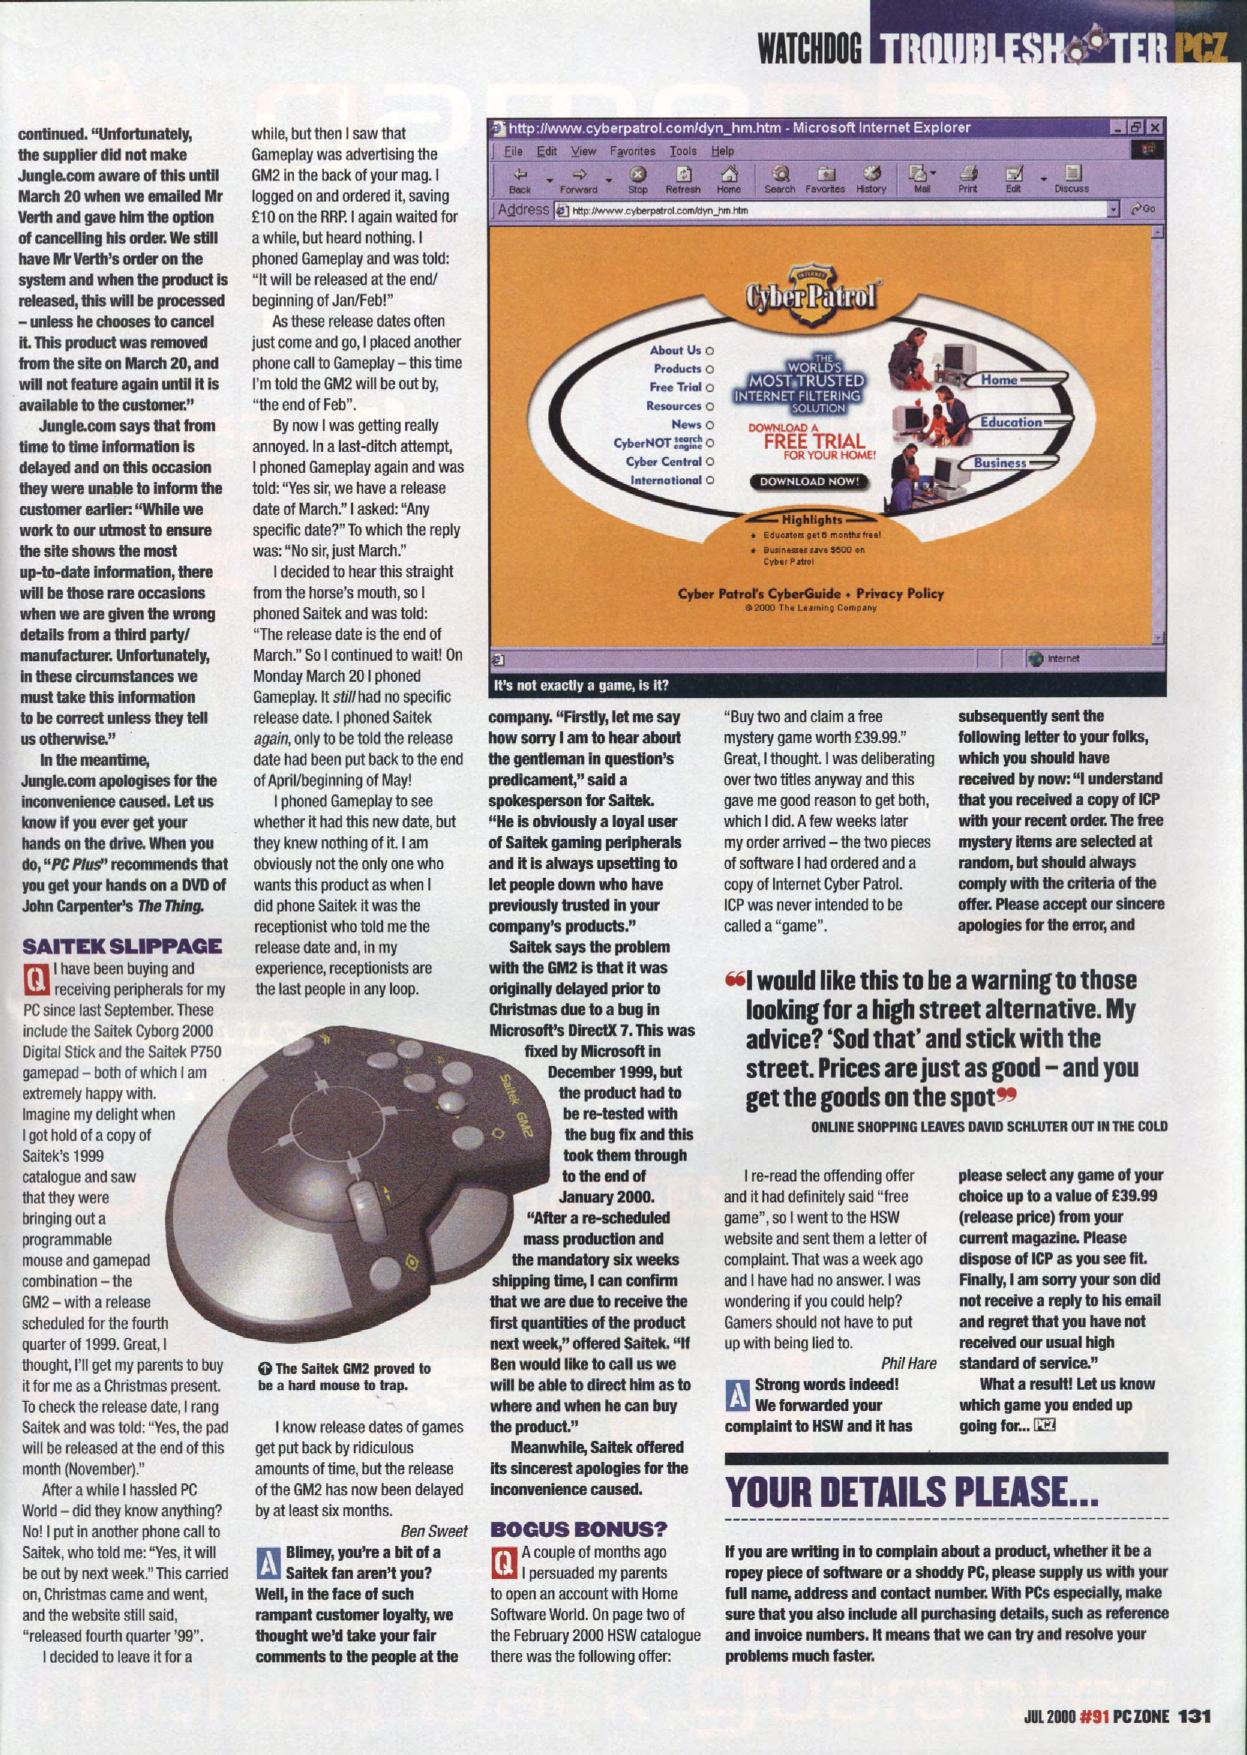 WATCHDOG TROUBLESHOOTER PCZ
continued. “Unfortunately,
the supplier did not make
Jungle.com aware of this until
March 20 when we emailed Mr
Verth and gave him the option
of cancelling his order. We still
have Mr Verth’s order on the
system and when the product is
released, this will be processed
– unless he chooses to cancel
it. This product was removed
from the site on March 20, and
will not feature again until it is
available to the customer.”
Jungle.com says that from
time to time information is
delayed and on this occasion
they were unable to inform the
customer earlier: “While we
work to our utmost to ensure
the site shows the most
up-to-date information, there
will be those rare occasions
when we are given the wrong
details from a third party/
manufacturer. Unfortunately,
in these circumstances we
must take this information
to be correct unless they tell
us otherwise.”
In the meantime,
Jungle.com apologises for the
inconvenience caused. Let us
know if you ever get your
hands on the drive. When you
do, “PC Plus” recommends that
you get your hands on a DVD of
John Carpenter’s The Thing.
SAITEK SLIPPAGE
Q I have been buying and
receiving peripherals for my
PC since last September. These
include the Saitek Cyborg 2000
Digital Stick and the Saitek P750
gamepad – both of which I am
extremely happy with.
Imagine my delight when
I got hold of a copy of
Saitek’s 1999
catalogue and saw
that they were
bringing out a
programmable
mouse and gamepad
combination – the
GM2 – with a release
scheduled for the fourth
quarter of 1999. Great, I
thought, I’ll get my parents to buy
it for me as a Christmas present.
To check the release date, I rang
Saitek and was told: “Yes, the pad
will be released at the end of this
month (November).”
After a while I hassled PC
World – did they know anything?
No! I put in another phone call to
Saitek, who told me: “Yes, it will
be out by next week.” This carried
on, Christmas came and went,
and the website still said,
“released fourth quarter ’99”.
I decided to leave it for a
while, but then I saw that
Gameplay was advertising the
GM2 in the back of your mag. I
logged on and ordered it, saving
£10 on the RRP. I again waited for
a while, but heard nothing. I
phoned Gameplay and was told:
“It will be released at the end/
beginning of Jan/Feb!”
As these release dates often
just come and go, I placed another
phone call to Gameplay – this time
I’m told the GM2 will be out by,
“the end of Feb”.
By now I was getting really
annoyed. In a last-ditch attempt,
I phoned Gameplay again and was
told: “Yes sir, we have a release
date of March.” I asked: “Any
specific date?” To which the reply
was: “No sir, just March.”
I decided to hear this straight
from the horse’s mouth, so I
phoned Saitek and was told:
“The release date is the end of
March.” So I continued to wait! On
Monday March 20 I phoned
Gameplay. It still had no specific
release date. I phoned Saitek
again, only to be told the release
date had been put back to the end
of April/beginning of May!
I phoned Gameplay to see
whether it had this new date, but
they knew nothing of it. I am
obviously not the only one who
wants this product as when I
did phone Saitek it was the
receptionist who told me the
release date and, in my
experience, receptionists are
the last people in any loop.
Saitek GM2
The Saitek GM2 proved to
be a hard mouse to trap.
I know release dates of games
get put back by ridiculous
amounts of time, but the release
of the GM2 has now been delayed
by at least six months.
Ben Sweet
A Blimey, you’re a bit of a
Saitek fan aren’t you?
Well, in the face of such
rampant customer loyalty, we
thought we’d take your fair
comments to the people at the
http://www.cyberpatrol.com/dyn_hm.htm - Microsoft Internet Explorer
File Edit View Favorites Tools Help
Back Forward Stop Refresh Home Search Favorites History Mail Print Edit Discuss
Address http://www.cyberpatrol.com/dyn_hm.htm Go
INTERNET
CyberPatrol
About Us
Products
Free Trial
Resources
News
CyberNOT search engine
Cyber Central
International
THE
WORLD'S
MOST TRUSTED
INTERNET FILTERING
SOLUTION
DOWNLOAD A
FREE TRIAL
FOR YOUR HOME!
DOWNLOAD NOW!
Home
Education
Business
Highlights
Educators get 6 months free!
Businesses save $600 on
Cyber Patrol
Cyber Patrol's CyberGuide • Privacy Policy
© 2000 The Learning Company
Internet
It’s not exactly a game, is it?
company. “Firstly, let me say
how sorry I am to hear about
the gentleman in question’s
predicament,” said a
spokesperson for Saitek.
“He is obviously a loyal user
of Saitek gaming peripherals
and it is always upsetting to
let people down who have
previously trusted in your
company’s products.”
Saitek says the problem
with the GM2 is that it was
originally delayed prior to
Christmas due to a bug in
Microsoft’s DirectX 7. This was
fixed by Microsoft in
December 1999, but
the product had to
be re-tested with
the bug fix and this
took them through
to the end of
January 2000.
“After a re-scheduled
mass production and
the mandatory six weeks
shipping time, I can confirm
that we are due to receive the
first quantities of the product
next week,” offered Saitek. “If
Ben would like to call us we
will be able to direct him as to
where and when he can buy
the product.”
Meanwhile, Saitek offered
its sincerest apologies for the
inconvenience caused.
BOGUS BONUS?
Q A couple of months ago
I persuaded my parents
to open an account with Home
Software World. On page two of
the February 2000 HSW catalogue
there was the following offer:
“Buy two and claim a free
mystery game worth £39.99.”
Great, I thought. I was deliberating
over two titles anyway and this
gave me good reason to get both,
which I did. A few weeks later
my order arrived – the two pieces
of software I had ordered and a
copy of Internet Cyber Patrol.
ICP was never intended to be
called a “game”.
“I would like this to be a warning to those
looking for a high street alternative. My
advice? ‘Sod that’ and stick with the
street. Prices are just as good – and you
get the goods on the spot”
ONLINE SHOPPING LEAVES DAVID SCHLUTER OUT IN THE COLD
I re-read the offending offer
and it had definitely said “free
game”, so I went to the HSW
website and sent them a letter of
complaint. That was a week ago
and I have had no answer. I was
wondering if you could help?
Gamers should not have to put
up with being lied to.
Phil Hare
A Strong words indeed!
We forwarded your
complaint to HSW and it has
subsequently sent the
following letter to your folks,
which you should have
received by now: “I understand
that you received a copy of ICP
with your recent order. The free
mystery items are selected at
random, but should always
comply with the criteria of the
offer. Please accept our sincere
apologies for the error, and
please select any game of your
choice up to a value of £39.99
(release price) from your
current magazine. Please
dispose of ICP as you see fit.
Finally, I am sorry your son did
not receive a reply to his email
and regret that you have not
received our usual high
standard of service.”
What a result! Let us know
which game you ended up
going for... PCZ
YOUR DETAILS PLEASE...
If you are writing in to complain about a product, whether it be a
ropey piece of software or a shoddy PC, please supply us with your
full name, address and contact number. With PCs especially, make
sure that you also include all purchasing details, such as reference
and invoice numbers. It means that we can try and resolve your
problems much faster.
JUL 2000 #91 PC ZONE 131